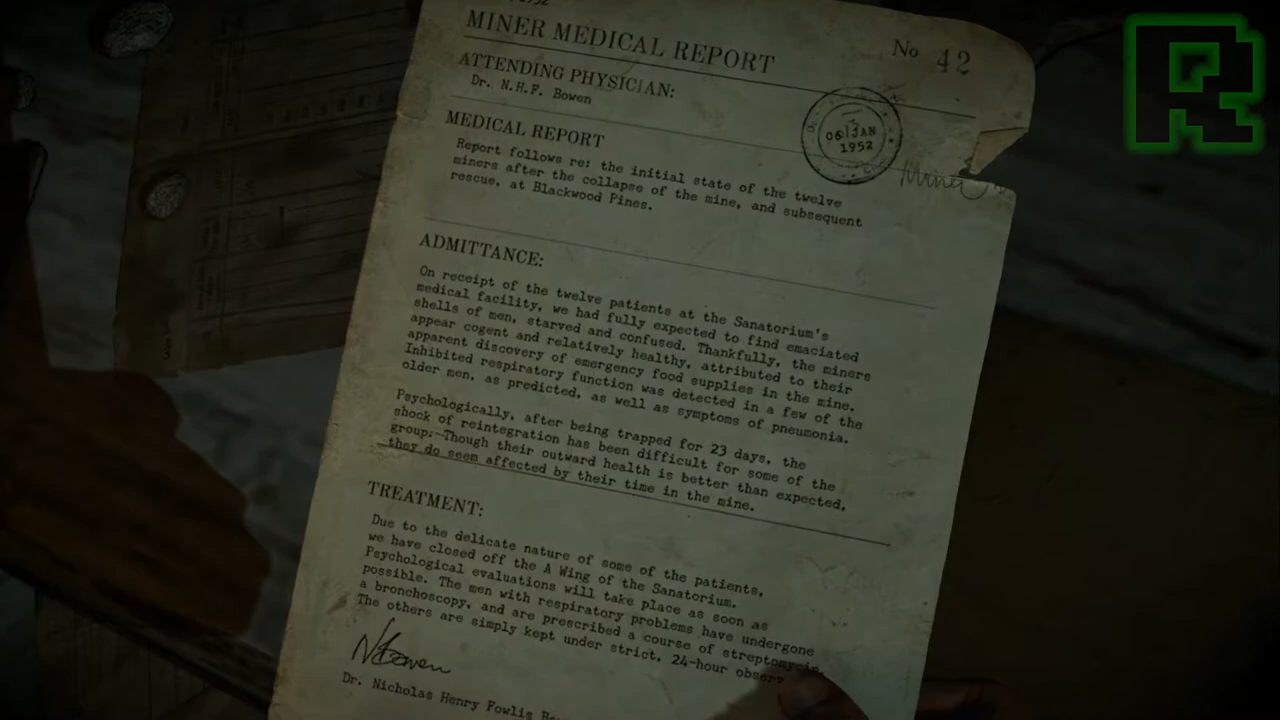 MINER MEDICAL REPORT
No 42
ATTENDING PHYSICIAN:
Dr. N.H.F. Bowen
MEDICAL REPORT
06 JAN
1952
Report follows re: the initial state of the twelve
miners after the collapse of the mine, and subsequent
rescue, at Blackwood Pines.
ADMITTANCE:
On receipt of the twelve patients at the Sanatorium's
medical facility, we had fully expected to find emaciated
shells of men, starved and confused. Thankfully, the miners
appear cogent and relatively healthy, attributed to their
apparent discovery of emergency food supplies in the mine.
Inhibited respiratory function was detected in a few of the
older men, as predicted, as well as symptoms of pneumonia.
Psychologically, after being trapped for 23 days, the
shock of reintegration has been difficult for some of the
group. Though their outward health is better than expected,
they do seem affected by their time in the mine.
TREATMENT:
Due to the delicate nature of some of the patients,
we have closed off the A Wing of the Sanatorium.
Psychological evaluations will take place as soon as
possible. The men with respiratory problems have undergone
a bronchoscopy, and are prescribed a course of streptomycin.
The others are simply kept under strict, 24-hour observ
NBowen
Dr. Nicholas Henry Fowlis
R